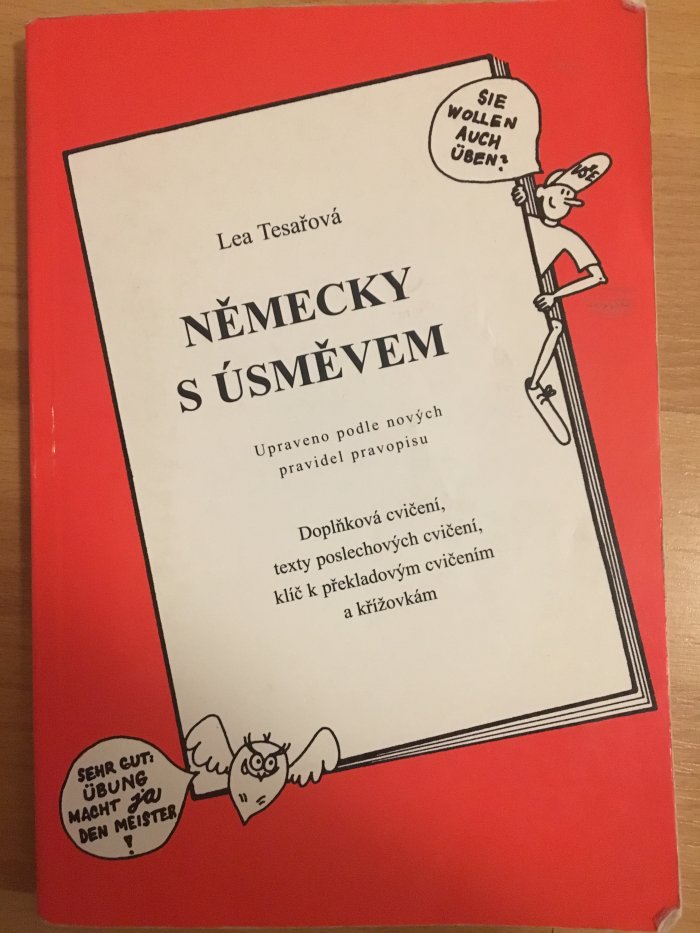 SIE
WOLLEN
AUCH
ÜBEN?
VŠE
Lea Tesařová
NĚMECKY
S ÚSMĚVEM
Upraveno podle nových
pravidel pravopisu
Doplňková cvičení,
texty poslechových cvičení,
klíč k překladovým cvičením
a křížovkám
SEHR GUT:
ÜBUNG
MACHT ja
DEN MEISTER
!